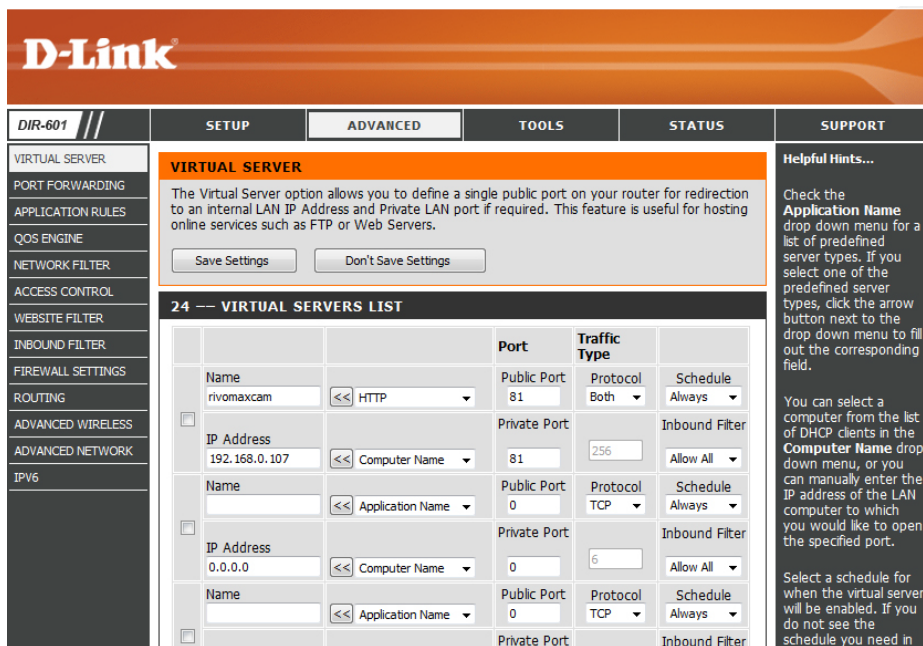 D-Link®
DIR-601
SETUP
ADVANCED
TOOLS
STATUS
SUPPORT
VIRTUAL SERVER
PORT FORWARDING
APPLICATION RULES
QOS ENGINE
NETWORK FILTER
ACCESS CONTROL
WEBSITE FILTER
INBOUND FILTER
FIREWALL SETTINGS
ROUTING
ADVANCED WIRELESS
ADVANCED NETWORK
IPV6
VIRTUAL SERVER
The Virtual Server option allows you to define a single public port on your router for redirection
to an internal LAN IP Address and Private LAN port if required. This feature is useful for hosting
online services such as FTP or Web Servers.
Save Settings Don't Save Settings
24 –– VIRTUAL SERVERS LIST
Port Traffic
Type
Name Public Port Protocol Schedule
rivomaxcam << HTTP 81 Both Always
Private Port Inbound Filter
IP Address 256
192.168.0.107 << Computer Name 81 Allow All
Name Public Port Protocol Schedule
<< Application Name 0 TCP Always
Private Port Inbound Filter
IP Address 6
0.0.0.0 << Computer Name 0 Allow All
Name Public Port Protocol Schedule
<< Application Name 0 TCP Always
Private Port Inbound Filter
Helpful Hints...
Check the
Application Name
drop down menu for a
list of predefined
server types. If you
select one of the
predefined server
types, click the arrow
button next to the
drop down menu to fill
out the corresponding
field.
You can select a
computer from the list
of DHCP clients in the
Computer Name drop
down menu, or you
can manually enter the
IP address of the LAN
computer to which
you would like to open
the specified port.
Select a schedule for
when the virtual server
will be enabled. If you
do not see the
schedule you need in